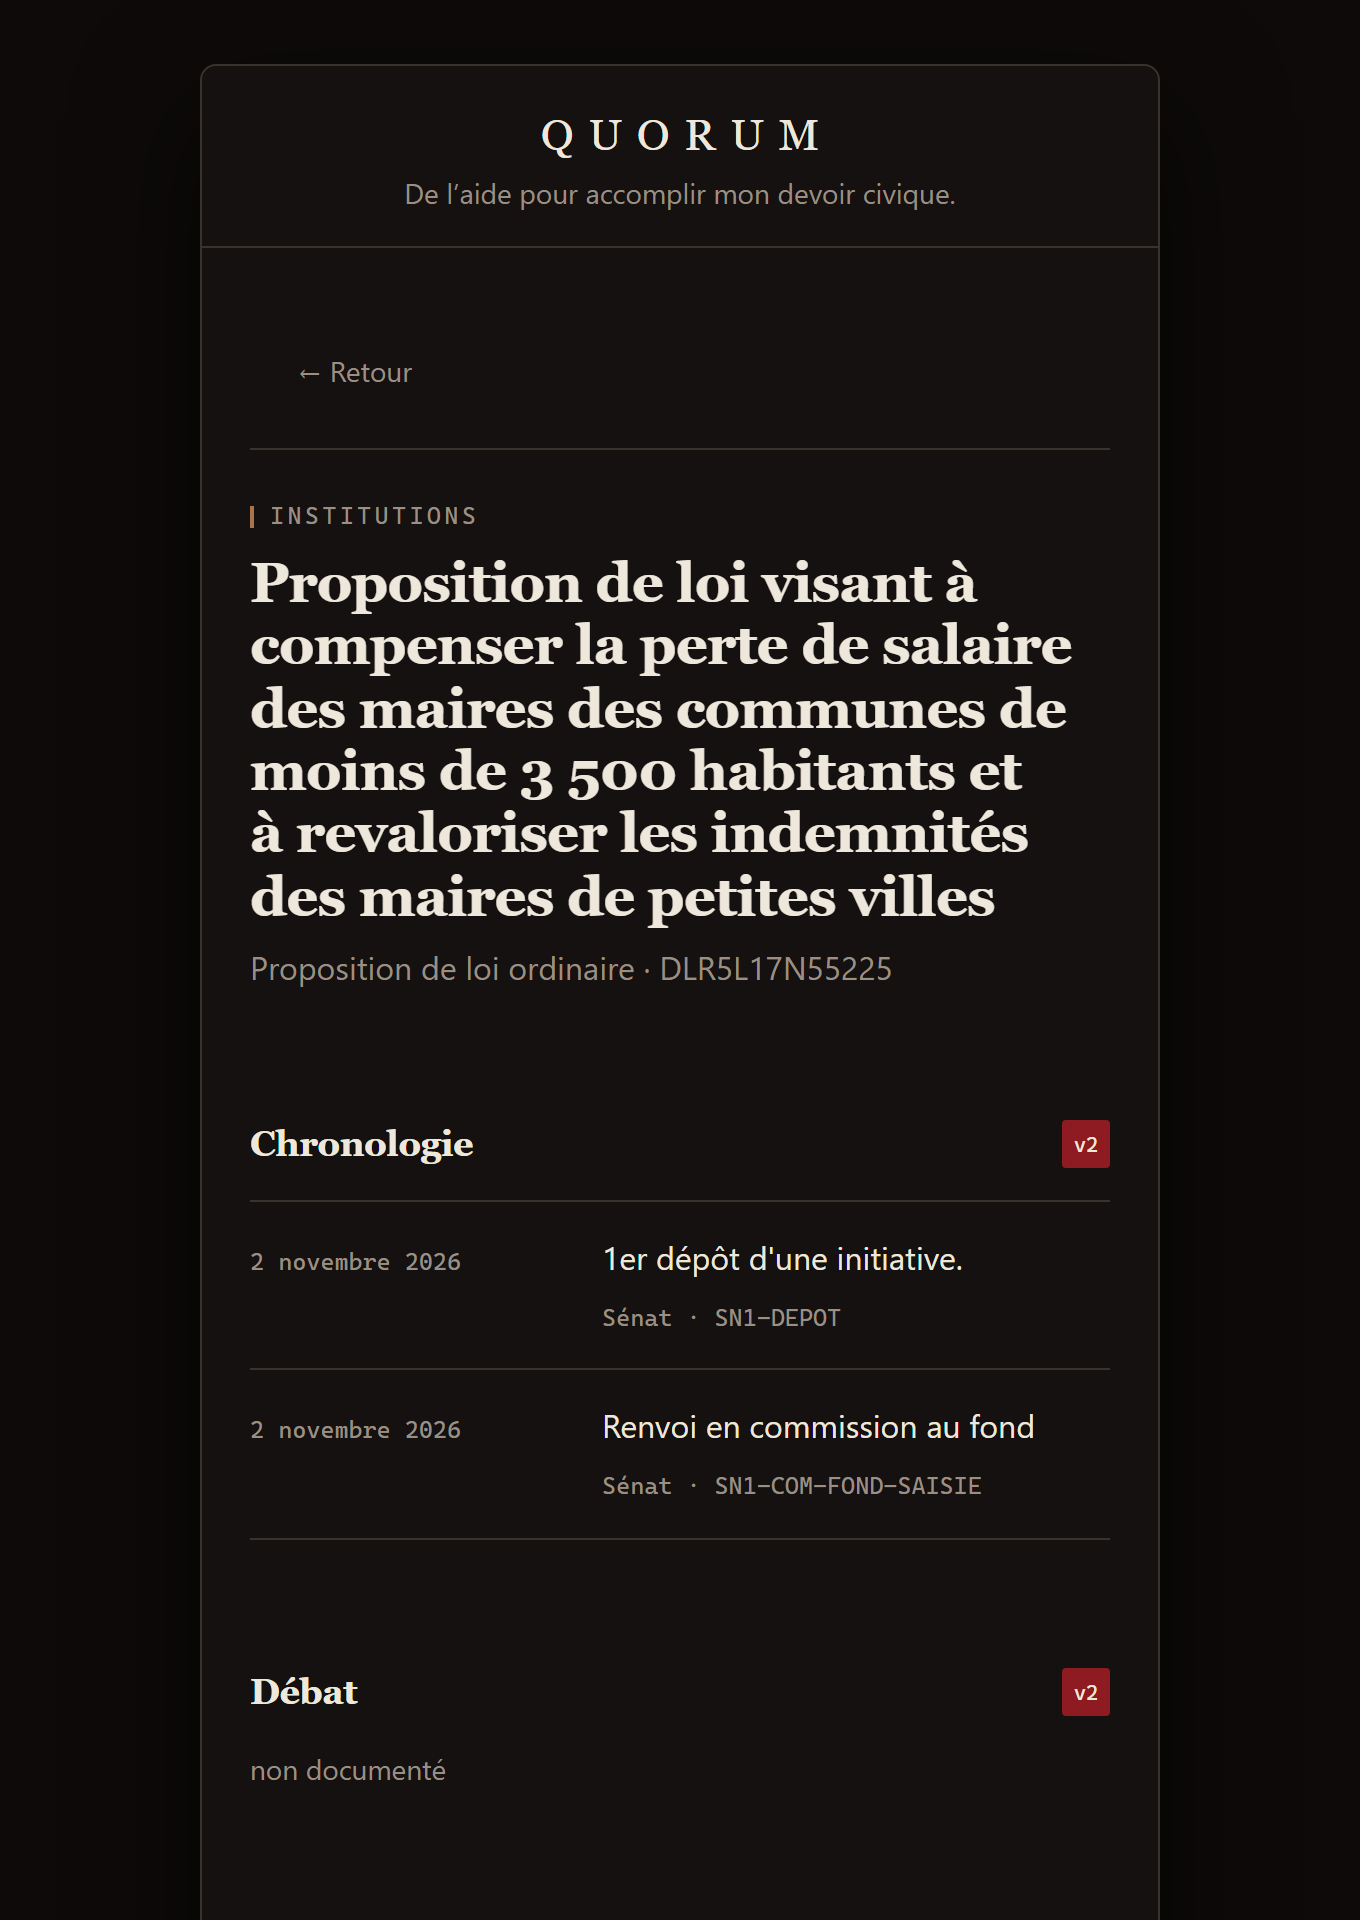 QUORUM
De l’aide pour accomplir mon devoir civique.
← Retour
INSTITUTIONS
Proposition de loi visant à
compenser la perte de salaire
des maires des communes de
moins de 3 500 habitants et
à revaloriser les indemnités
des maires de petites villes
Proposition de loi ordinaire · DLR5L17N55225
Chronologie
v2
2 novembre 2026
1er dépôt d'une initiative.
Sénat · SN1-DEPOT
2 novembre 2026
Renvoi en commission au fond
Sénat · SN1-COM-FOND-SAISIE
Débat
v2
non documenté